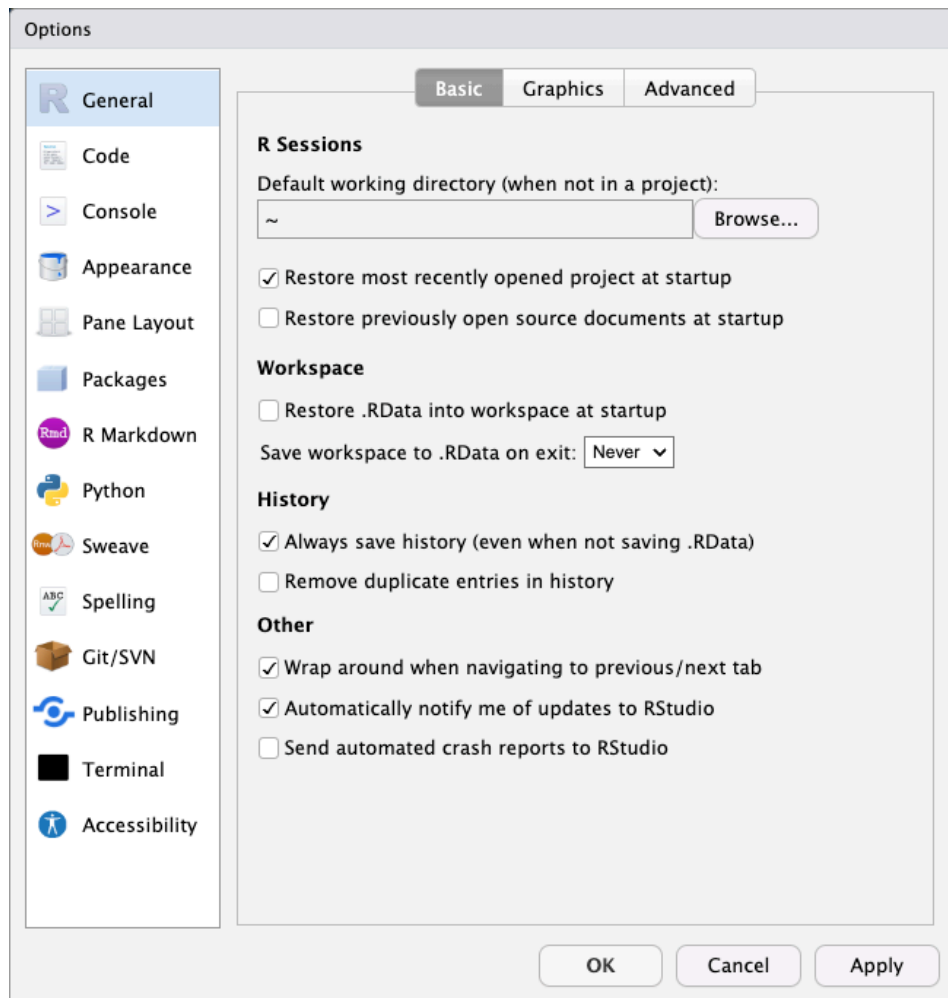 Options
General
Code
Console
Appearance
Pane Layout
Packages
Rmd R Markdown
Python
Rnw Sweave
ABC Spelling
Git/SVN
Publishing
Terminal
Accessibility
Basic Graphics Advanced
R Sessions
Default working directory (when not in a project):
~ Browse...
Restore most recently opened project at startup
Restore previously open source documents at startup
Workspace
Restore .RData into workspace at startup
Save workspace to .RData on exit: Never
History
Always save history (even when not saving .RData)
Remove duplicate entries in history
Other
Wrap around when navigating to previous/next tab
Automatically notify me of updates to RStudio
Send automated crash reports to RStudio
OK Cancel Apply